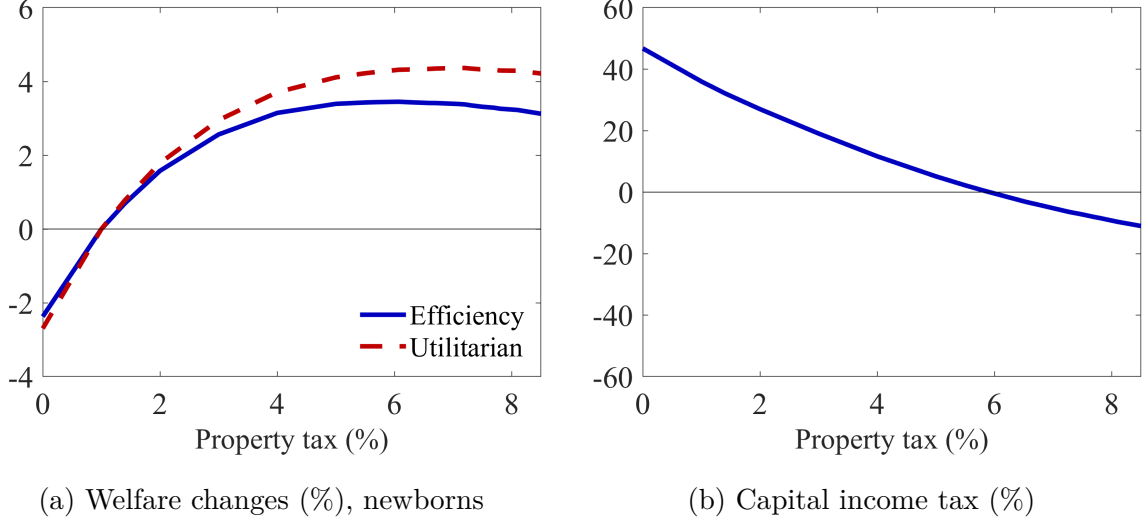 6
4
2
0
-2
-4
0 2 4 6 8
Property tax (%)
Efficiency
Utilitarian
(a) Welfare changes (%), newborns
60
40
20
0
-20
-40
-60
0 2 4 6 8
Property tax (%)
(b) Capital income tax (%)